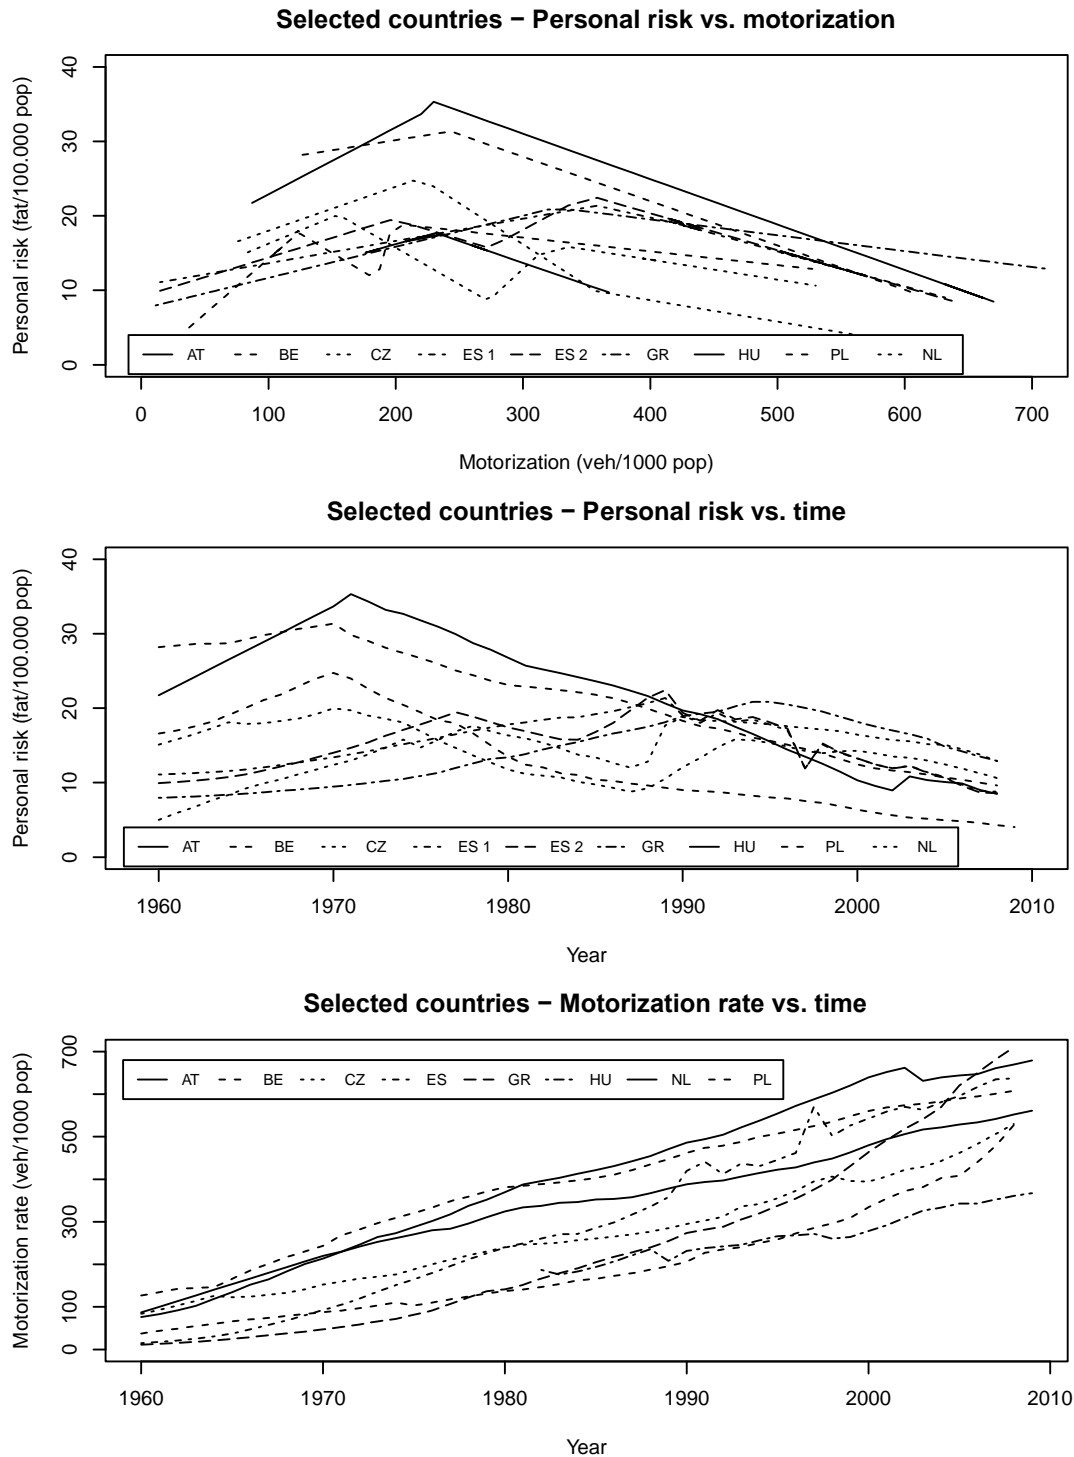 Selected countries − Personal risk vs. motorization
Personal risk (fat/100.000 pop)
40
30
20
10
0
AT BE CZ ES 1 ES 2 GR HU PL NL
0 100 200 300 400 500 600 700
Motorization (veh/1000 pop)
Selected countries − Personal risk vs. time
Personal risk (fat/100.000 pop)
40
30
20
10
0
AT BE CZ ES 1 ES 2 GR HU PL NL
1960 1970 1980 1990 2000 2010
Year
Selected countries − Motorization rate vs. time
Motorization rate (veh/1000 pop)
700
500
300
100
0
AT BE CZ ES GR HU NL PL
1960 1970 1980 1990 2000 2010
Year